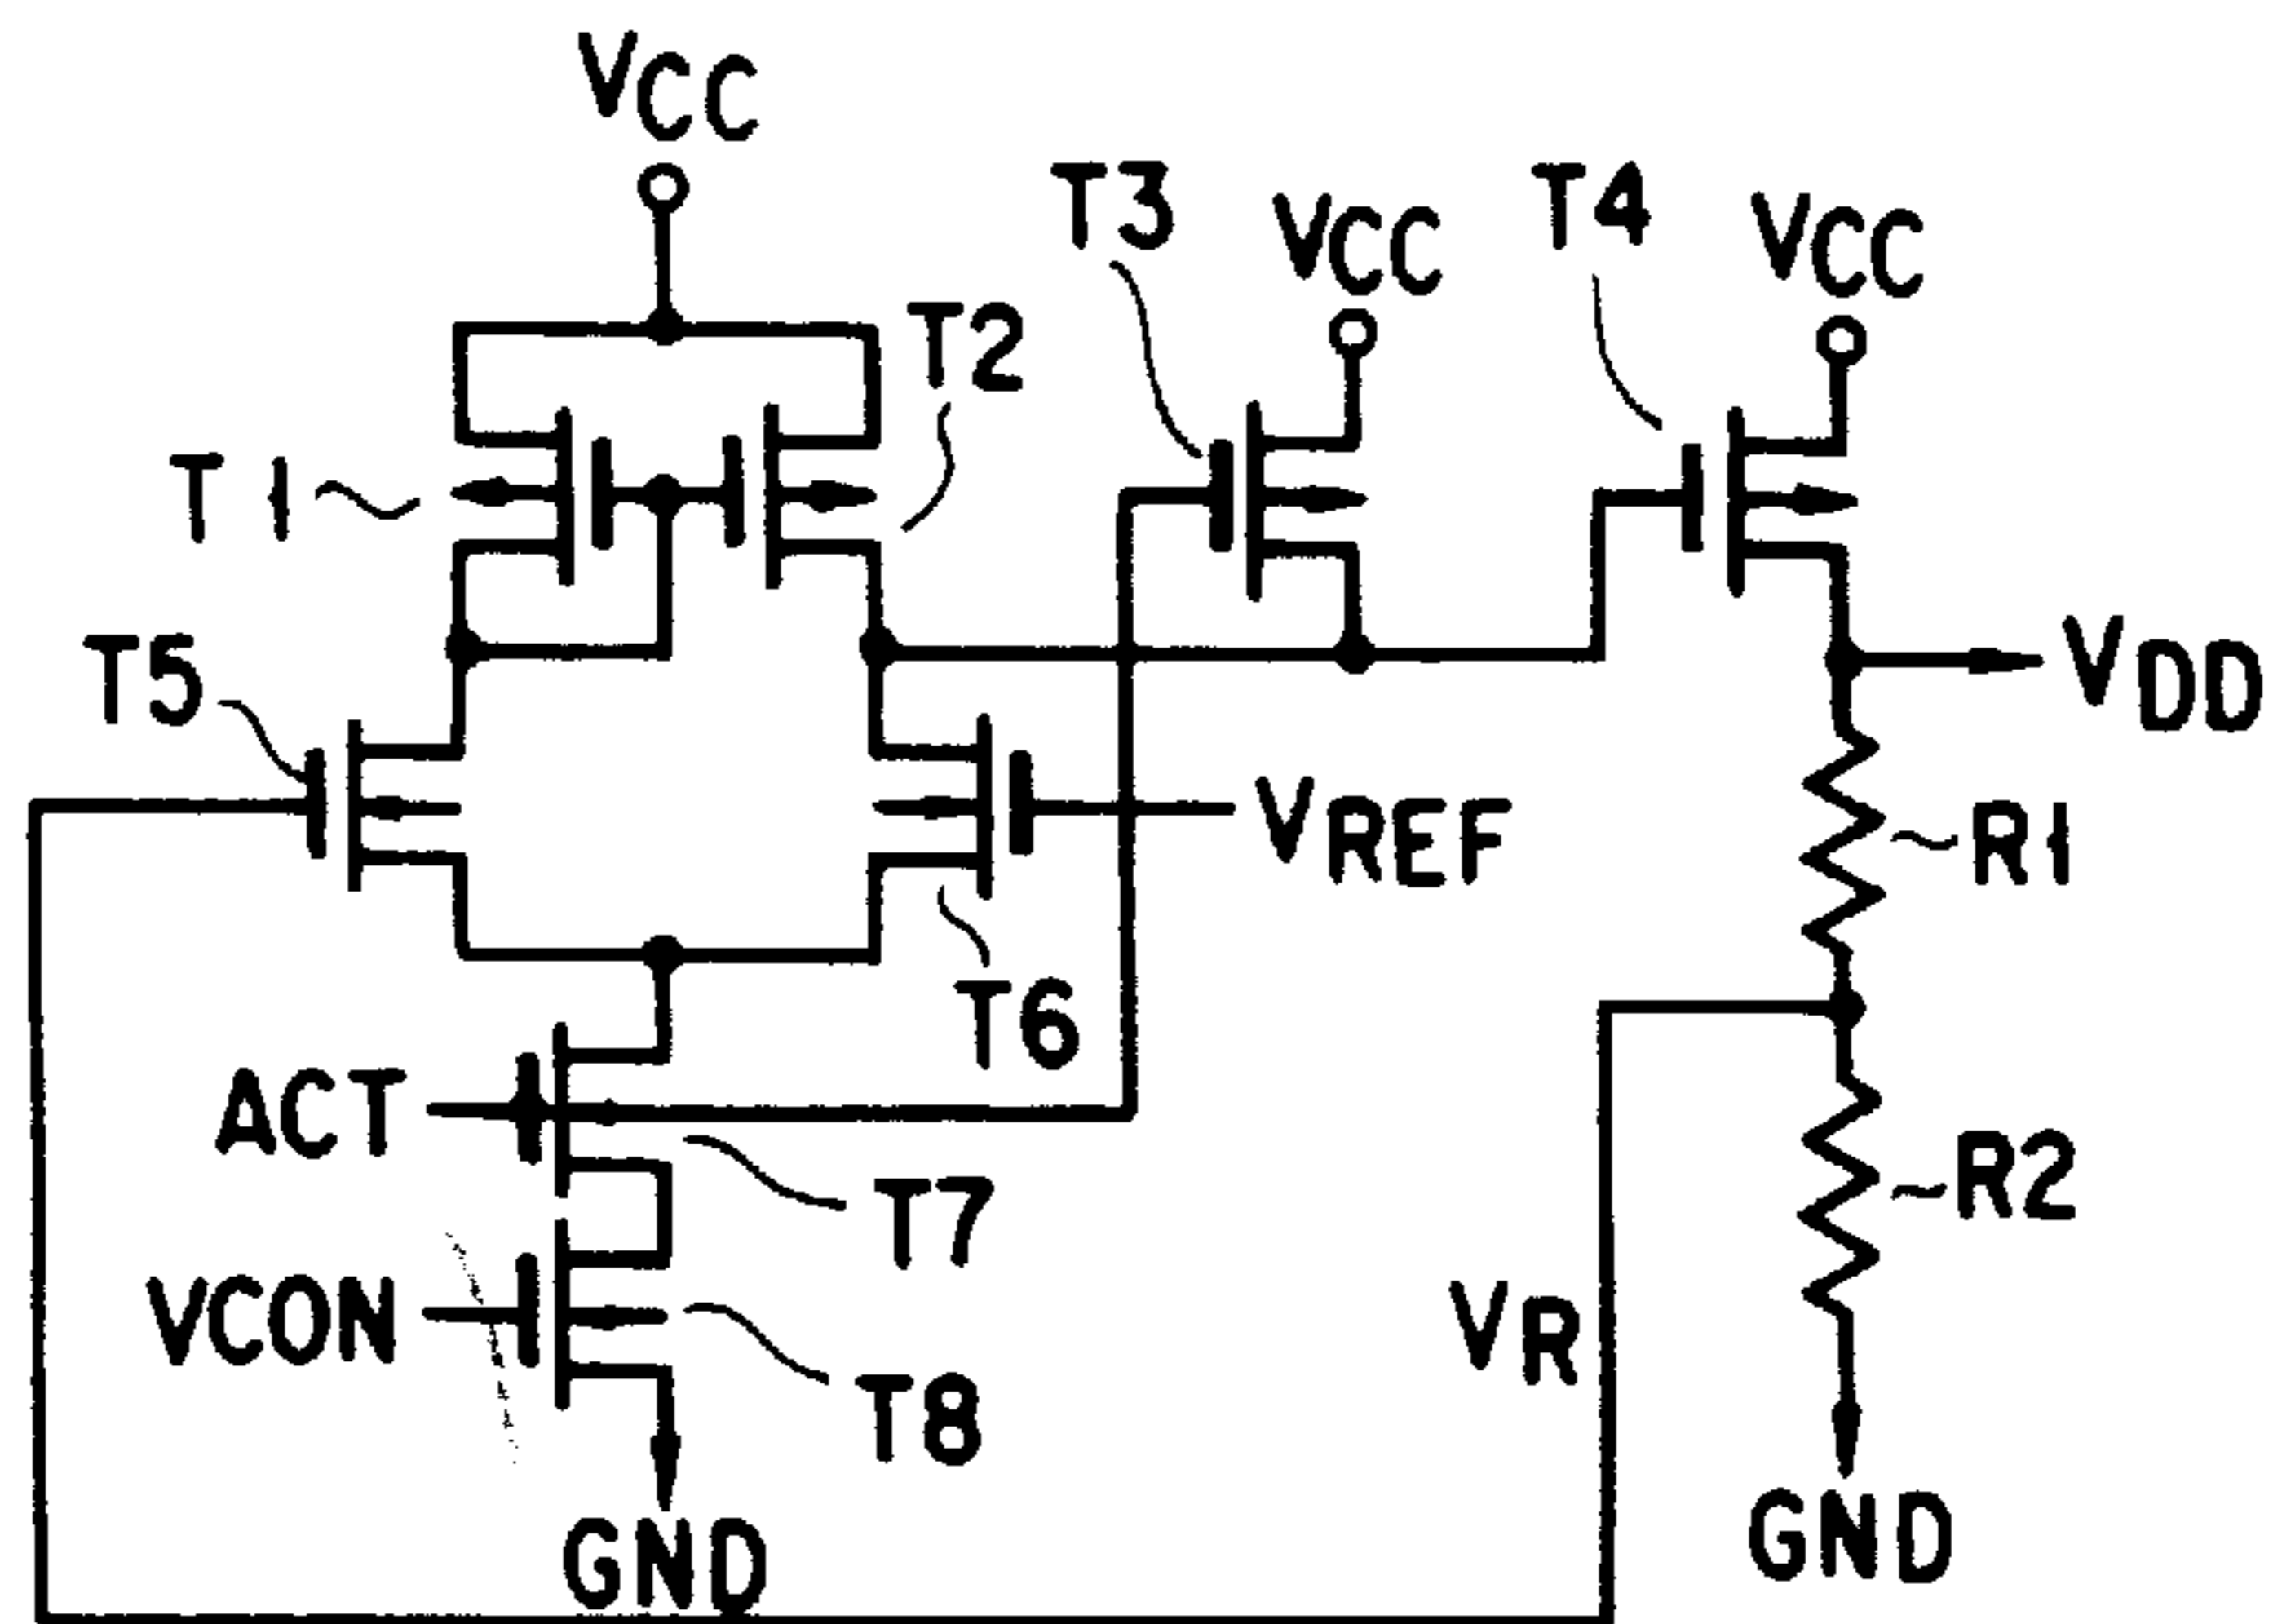 VCC
T3
VCC
T4
VCC
T2
T1
T5
VDD
VREF
R1
T6
ACT
T7
R2
VCON
VR
T8
GND
GND